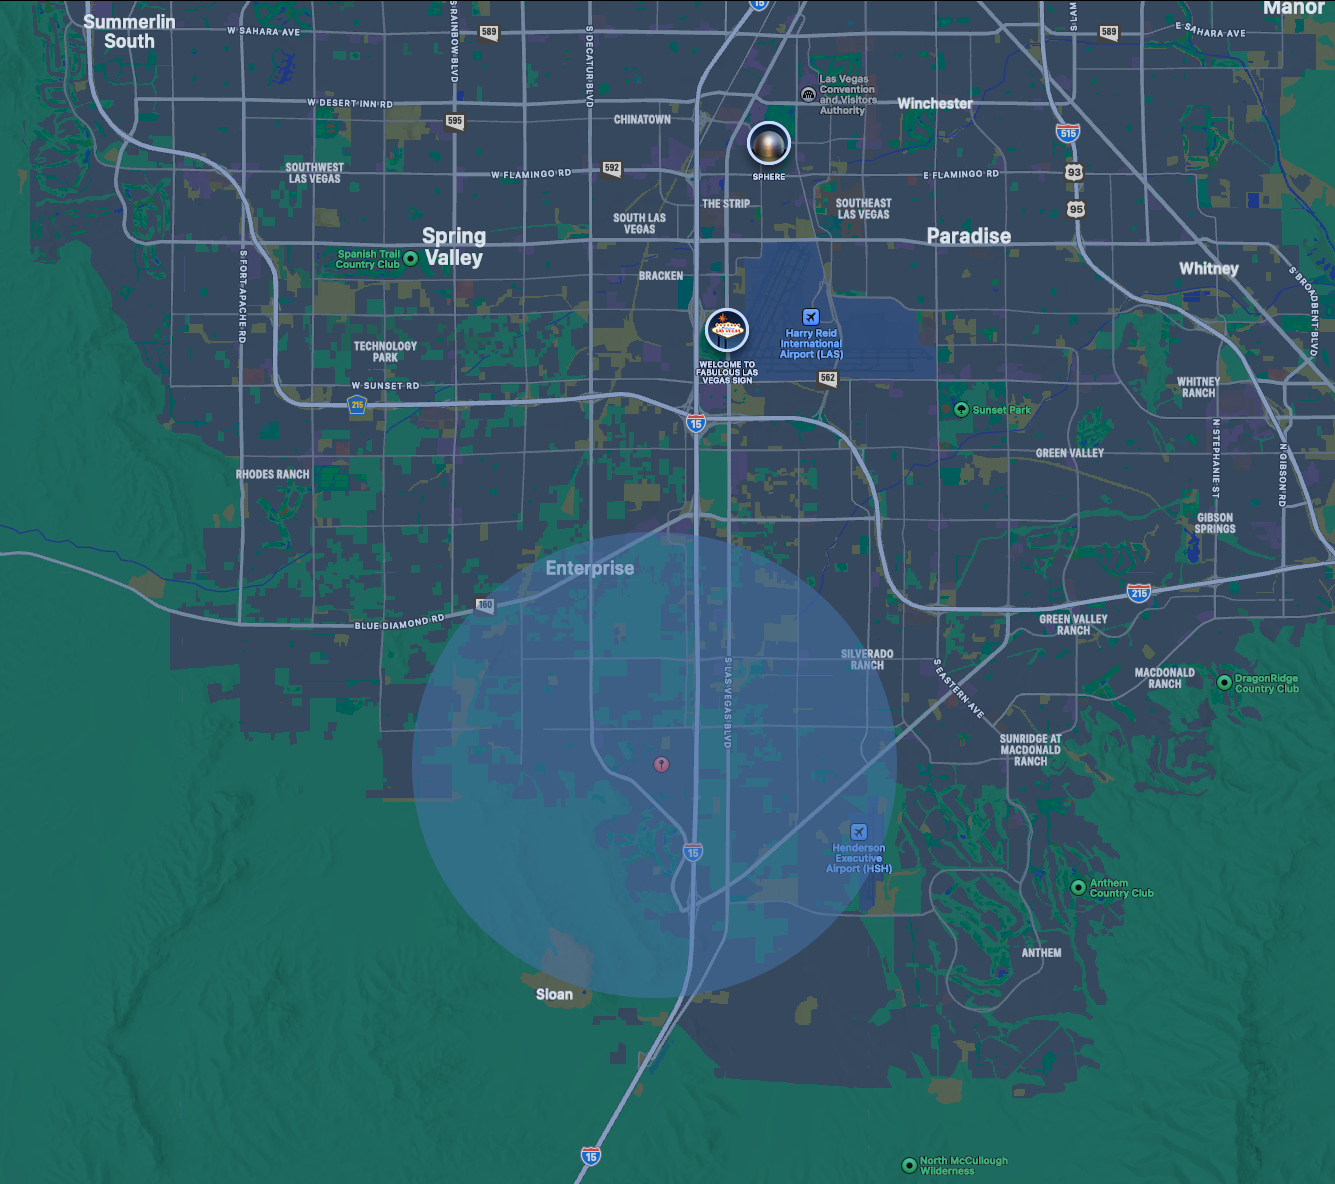 Manor
15
Summerlin
South
W SAHARA AVE
S RAINBOW BLVD
589
S DECATUR BLVD
S LAM
589
E SAHARA AVE
Las Vegas
Convention
and Visitors
Authority
W DESERT INN RD
595
CHINATOWN
Winchester
515
SOUTHWEST
LAS VEGAS
W FLAMINGO RD
592
SPHERE
E FLAMINGO RD
93
THE STRIP
SOUTHEAST
LAS VEGAS
95
SOUTH LAS
VEGAS
Spring
Valley
Paradise
Spanish Trail
Country Club
S FORT APACHE RD
BRACKEN
Whitney
S BROADBENT BLVD
Harry Reid
International
Airport (LAS)
TECHNOLOGY
PARK
WELCOME TO
FABULOUS LAS
VEGAS SIGN
LAS VEGAS
562
W SUNSET RD
215
WHITNEY
RANCH
15
Sunset Park
N STEPHANIE ST
N GIBSON RD
GREEN VALLEY
RHODES RANCH
GIBSON
SPRINGS
Enterprise
160
215
BLUE DIAMOND RD
GREEN VALLEY
RANCH
S LAS VEGAS BLVD
SILVERADO
RANCH
S EASTERN AVE
MACDONALD
RANCH
DragonRidge
Country Club
SUNRIDGE AT
MACDONALD
RANCH
15
Henderson
Executive
Airport (HSH)
Anthem
Country Club
ANTHEM
Sloan
15
North McCullough
Wilderness